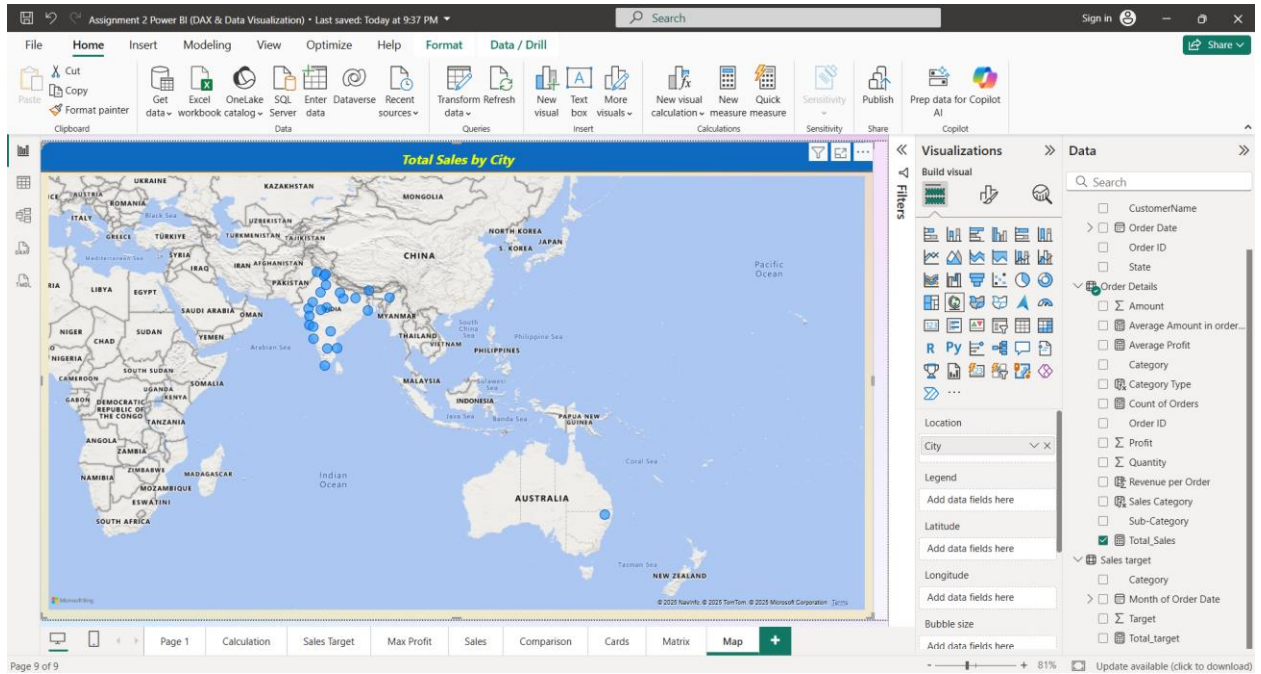 Assignment 2 Power BI (DAX & Data Visualization) • Last saved: Today at 9:37 PM
Search
Sign in
File Home Insert Modeling View Optimize Help Format Data / Drill
Share
Paste
Cut
Copy
Format painter
Get data
Excel workbook
OneLake catalog
SQL Server
Enter data
Dataverse
Recent sources
Transform data
Refresh
New visual
Text box
More visuals
New visual calculation
New measure
Quick measure
Sensitivity
Publish
Prep data for AI
Copilot
Clipboard Data Queries Insert Calculations Sensitivity Share Copilot
Total Sales by City
UKRAINE
KAZAKHSTAN
MONGOLIA
AUSTRIA
ROMANIA
ITALY
Black Sea
UZBEKISTAN
NORTH KOREA
GREECE
TÜRKIYE
TURKMENISTAN
TAJIKISTAN
JAPAN
S. KOREA
Mediterranean Sea
SYRIA
IRAQ
IRAN
AFGHANISTAN
CHINA
Pacific Ocean
PAKISTAN
LIBYA
EGYPT
SAUDI ARABIA
OMAN
MYANMAR
NIGER
CHAD
SUDAN
YEMEN
Arabian Sea
THAILAND
South China Sea
VIETNAM
Philippine Sea
PHILIPPINES
NIGERIA
SOUTH SUDAN
CAMEROON
UGANDA
SOMALIA
MALAYSIA
Sulawesi Sea
GABON
DEMOCRATIC REPUBLIC OF THE CONGO
KENYA
TANZANIA
INDONESIA
Java Sea
Banda Sea
PAPUA NEW GUINEA
ANGOLA
ZAMBIA
ZIMBABWE
MADAGASCAR
Indian Ocean
Coral Sea
NAMIBIA
MOZAMBIQUE
ESWATINI
SOUTH AFRICA
AUSTRALIA
Tasman Sea
NEW ZEALAND
Microsoft Bing
© 2025 TomTom, © 2025 Microsoft Corporation Terms
Filters
Visualizations
Build visual
Location
City
Legend
Add data fields here
Latitude
Add data fields here
Longitude
Add data fields here
Bubble size
Add data fields here
Data
Search
CustomerName
Order Date
Order ID
State
Order Details
Amount
Average Amount in order...
Average Profit
Category
Category Type
Count of Orders
Order ID
Profit
Quantity
Revenue per Order
Sales Category
Sub-Category
Total_Sales
Sales target
Category
Month of Order Date
Target
Total_target
Page 1 Calculation Sales Target Max Profit Sales Comparison Cards Matrix Map
Page 9 of 9
81%
Update available (click to download)